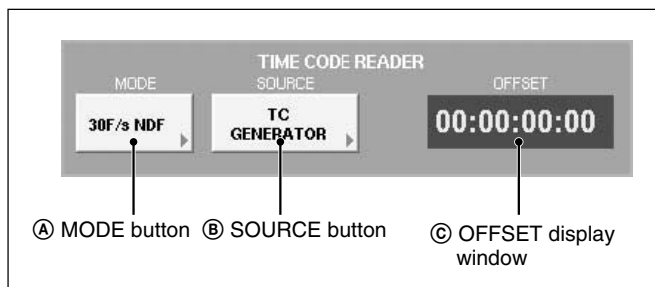 TIME CODE READER
MODE SOURCE OFFSET
30F/s NDF
TC
GENERATOR
00:00:00:00
Ⓐ MODE button Ⓑ SOURCE button
Ⓒ OFFSET display
window